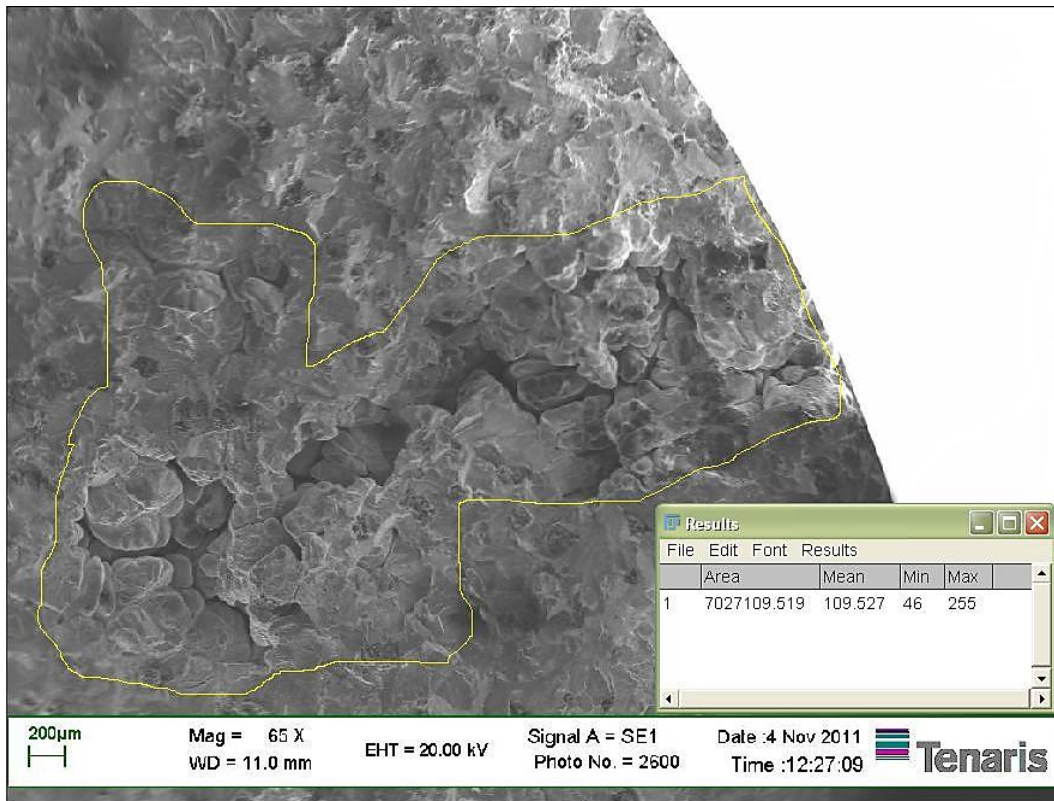 Results
File Edit Font Results
Area Mean Min Max
1 7027109.519 109.527 46 255
200µm
Mag = 65 X
WD = 11.0 mm
EHT = 20.00 kV
Signal A = SE1
Photo No. = 2600
Date :4 Nov 2011
Time :12:27:09
Tenaris